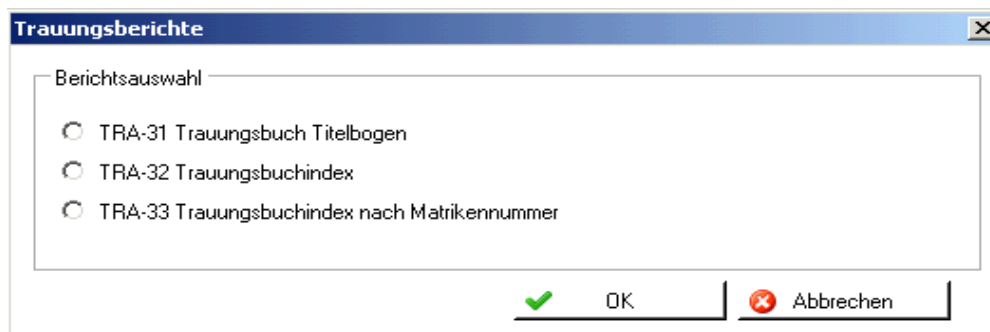 Trauungsberichte
Berichtsauswahl
TRA-31 Trauungsbuch Titelbogen
TRA-32 Trauungsbuchindex
TRA-33 Trauungsbuchindex nach Matrikennummer
OK Abbrechen